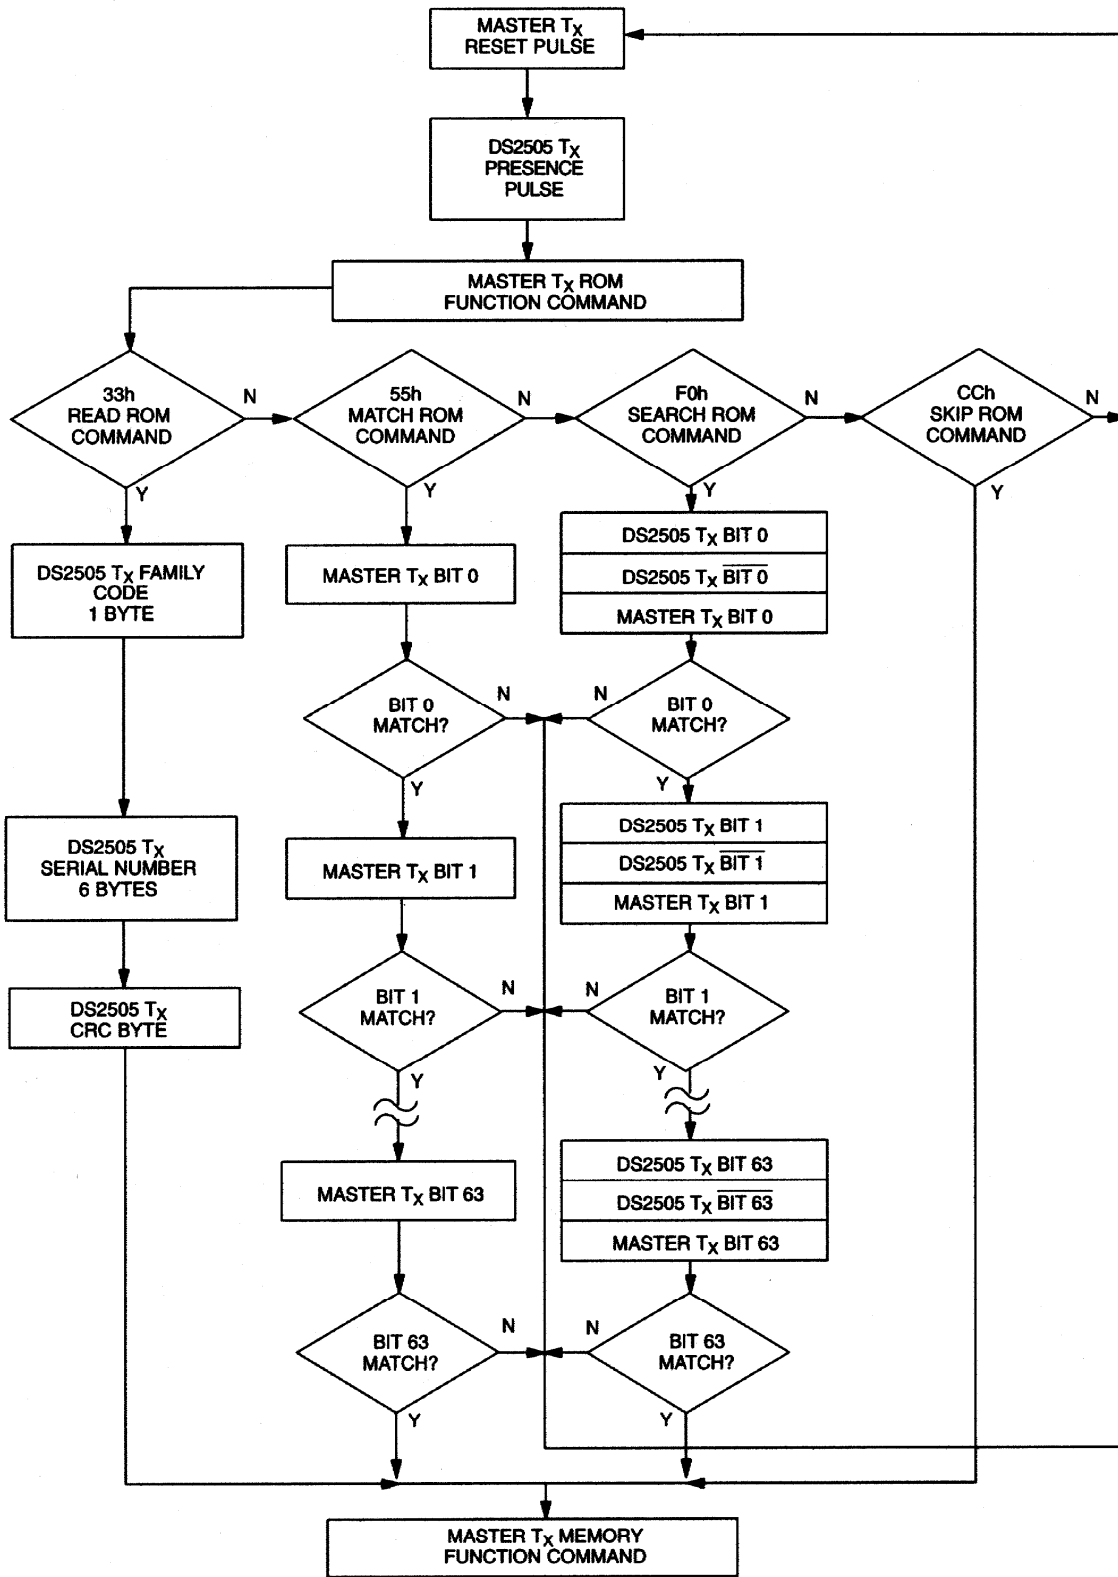 MASTER TX
RESET PULSE
DS2505 TX
PRESENCE
PULSE
MASTER TX ROM
FUNCTION COMMAND
33h
READ ROM
COMMAND
N
Y
55h
MATCH ROM
COMMAND
N
Y
F0h
SEARCH ROM
COMMAND
N
Y
CCh
SKIP ROM
COMMAND
N
Y
DS2505 TX FAMILY
CODE
1 BYTE
DS2505 TX
SERIAL NUMBER
6 BYTES
DS2505 TX
CRC BYTE
MASTER TX BIT 0
BIT 0
MATCH?
N
Y
MASTER TX BIT 1
BIT 1
MATCH?
N
Y
MASTER TX BIT 63
BIT 63
MATCH?
N
Y
DS2505 TX BIT 0
DS2505 TX B̅I̅T̅ ̅0̅
MASTER TX BIT 0
BIT 0
MATCH?
N
Y
DS2505 TX BIT 1
DS2505 TX B̅I̅T̅ ̅1̅
MASTER TX BIT 1
BIT 1
MATCH?
N
Y
DS2505 TX BIT 63
DS2505 TX B̅I̅T̅ ̅6̅3̅
MASTER TX BIT 63
BIT 63
MATCH?
N
Y
MASTER TX MEMORY
FUNCTION COMMAND